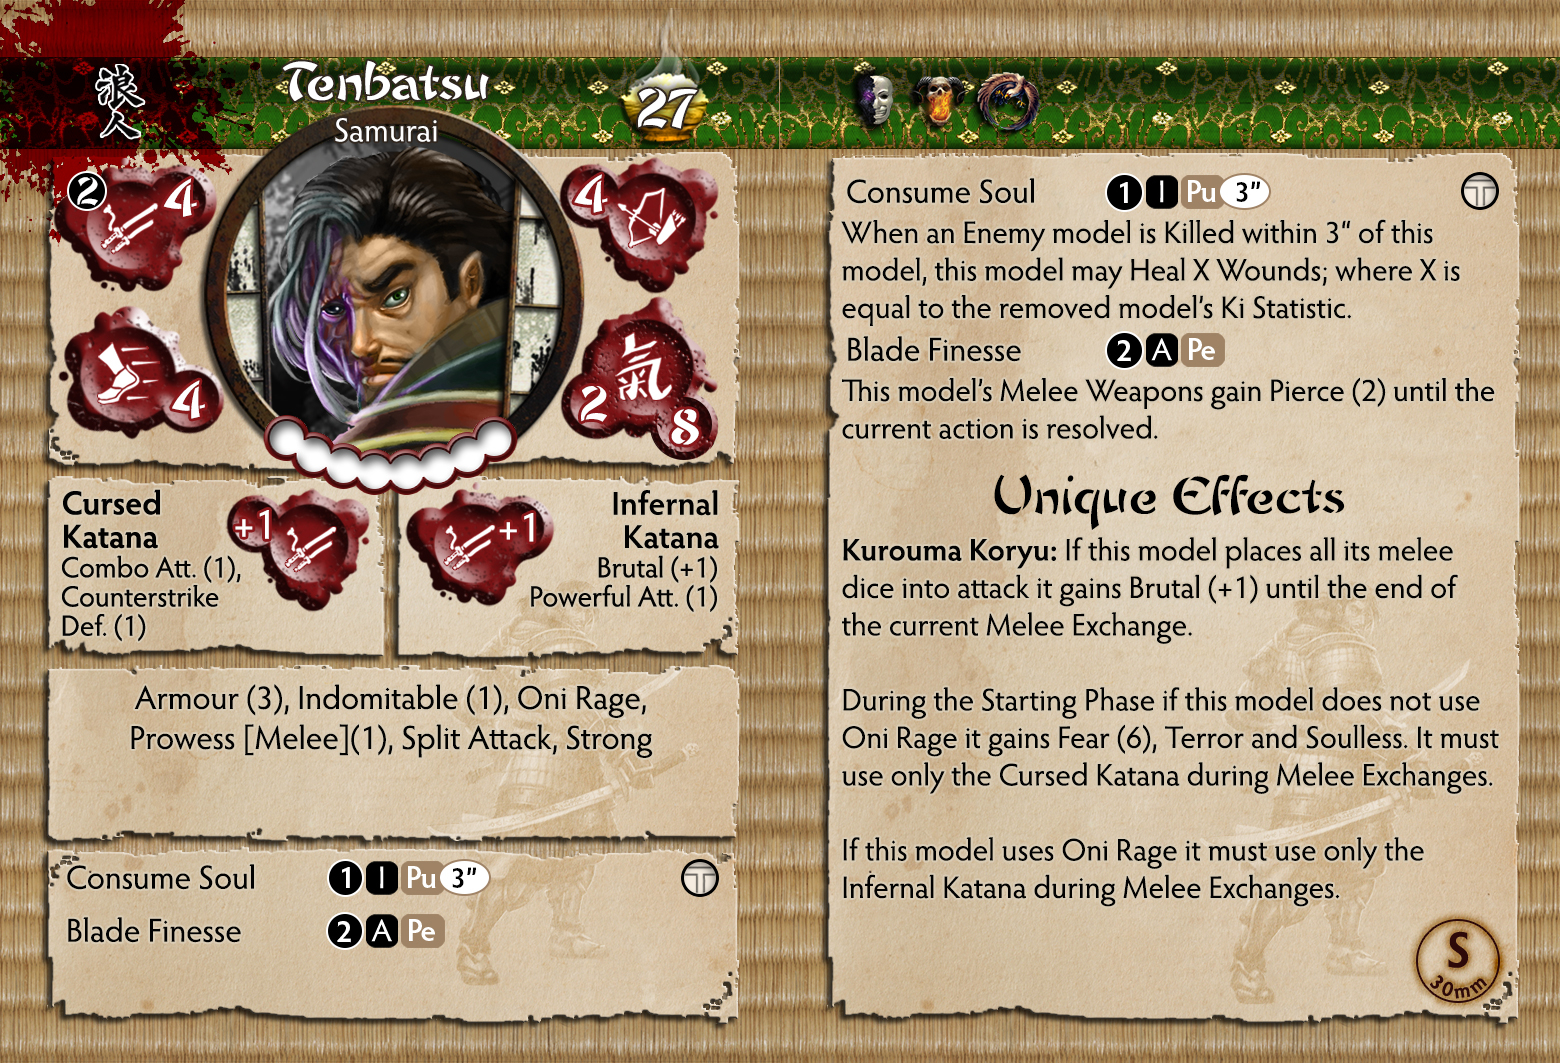 浪人
Tenbatsu
Samurai
27
2 4
4
4
氣
2 8
Cursed
Katana
Combo Att. (1),
Counterstrike
Def. (1)
+1
+1
Infernal
Katana
Brutal (+1)
Powerful Att. (1)
Armour (3), Indomitable (1), Oni Rage,
Prowess [Melee](1), Split Attack, Strong
Consume Soul 1 I Pu 3" T
Blade Finesse 2 A Pe
Consume Soul 1 I Pu 3" T
When an Enemy model is Killed within 3" of this
model, this model may Heal X Wounds; where X is
equal to the removed model's Ki Statistic.
Blade Finesse 2 A Pe
This model's Melee Weapons gain Pierce (2) until the
current action is resolved.
Unique Effects
Kurouma Koryu: If this model places all its melee
dice into attack it gains Brutal (+1) until the end of
the current Melee Exchange.
During the Starting Phase if this model does not use
Oni Rage it gains Fear (6), Terror and Soulless. It must
use only the Cursed Katana during Melee Exchanges.
If this model uses Oni Rage it must use only the
Infernal Katana during Melee Exchanges.
S
30mm